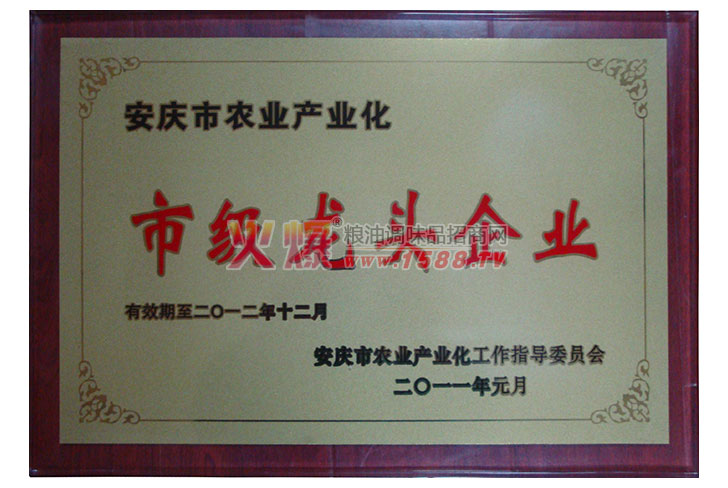 安庆市农业产业化
市级龙头企业
火爆®粮油调味品招商网
www.1588.tv
有效期至二〇一二年十二月
安庆市农业产业化工作指导委员会
二〇一一年元月